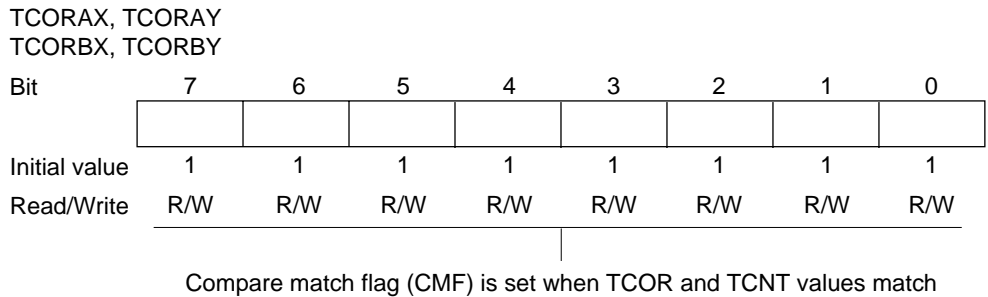 TCORAX, TCORAY
TCORBX, TCORBY
Bit 7 6 5 4 3 2 1 0
Initial value 1 1 1 1 1 1 1 1
Read/Write R/W R/W R/W R/W R/W R/W R/W R/W
Compare match flag (CMF) is set when TCOR and TCNT values match